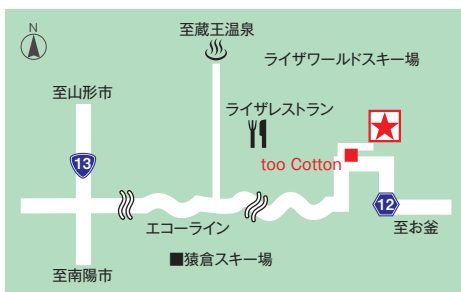 N
至蔵王温泉
ライザワールドスキー場
至山形市
ライザレストラン
too Cotton
13
12
エコーライン
至お釜
■猿倉スキー場
至南陽市